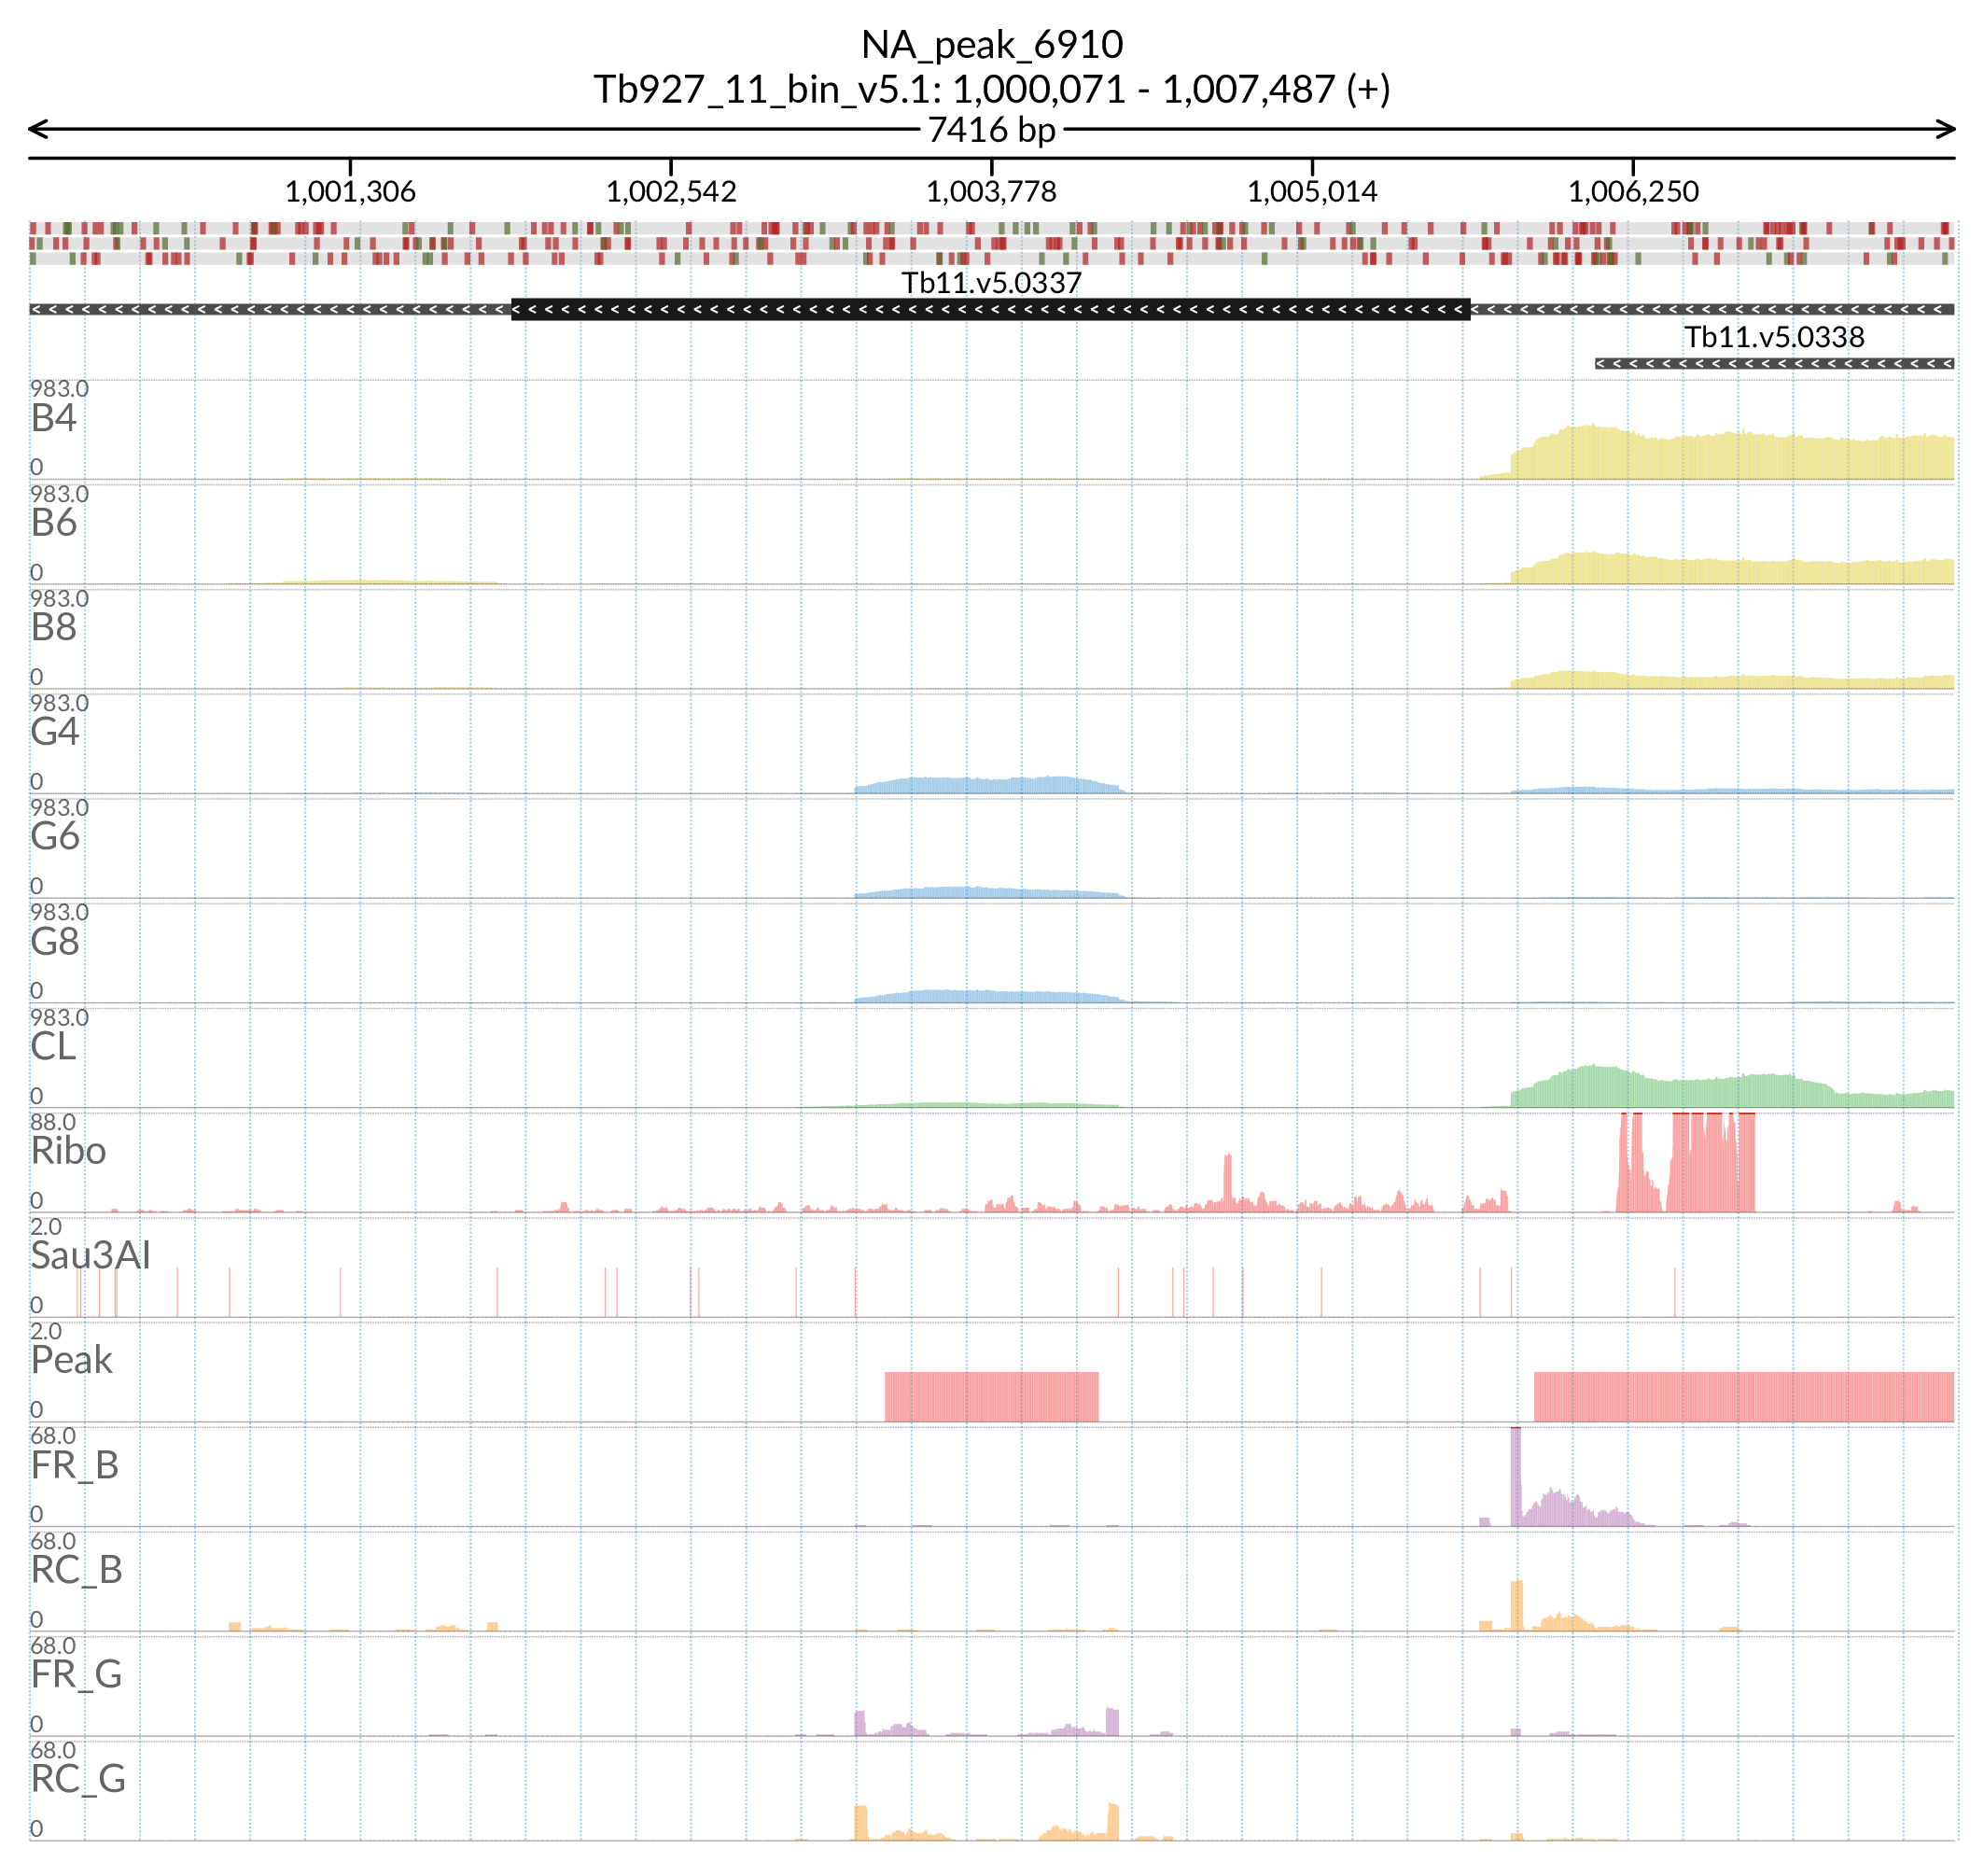 NA_peak_6910
Tb927_11_bin_v5.1: 1,000,071 - 1,007,487 (+)
7416 bp
1,001,306 1,002,542 1,003,778 1,005,014 1,006,250
Tb11.v5.0337
Tb11.v5.0338
983.0
B4
0
983.0
B6
0
983.0
B8
0
983.0
G4
0
983.0
G6
0
983.0
G8
0
983.0
CL
0
88.0
Ribo
0
2.0
Sau3AI
0
2.0
Peak
0
68.0
FR_B
0
68.0
RC_B
0
68.0
FR_G
0
68.0
RC_G
0